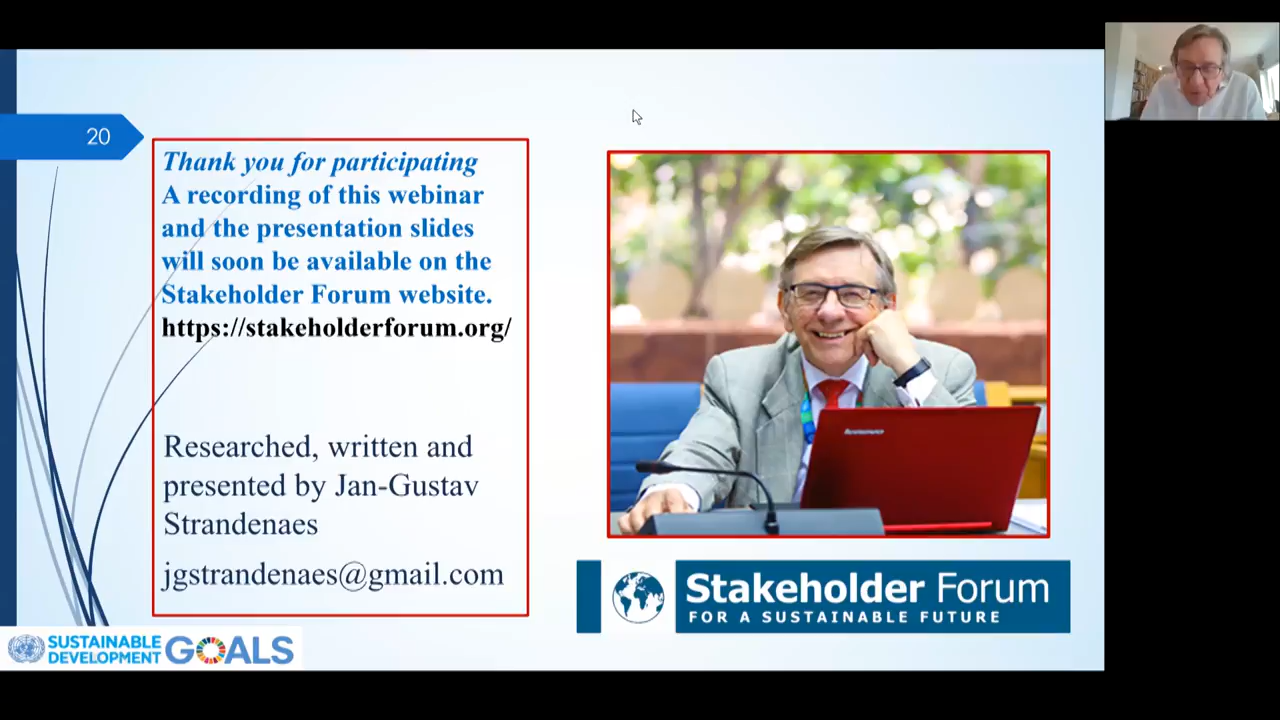 20
Thank you for participating
A recording of this webinar
and the presentation slides
will soon be available on the
Stakeholder Forum website.
https://stakeholderforum.org/
Researched, written and
presented by Jan-Gustav
Strandenaes
jgstrandenaes@gmail.com
lenovo
Stakeholder Forum
FOR A SUSTAINABLE FUTURE
SUSTAINABLE
DEVELOPMENT
GOALS